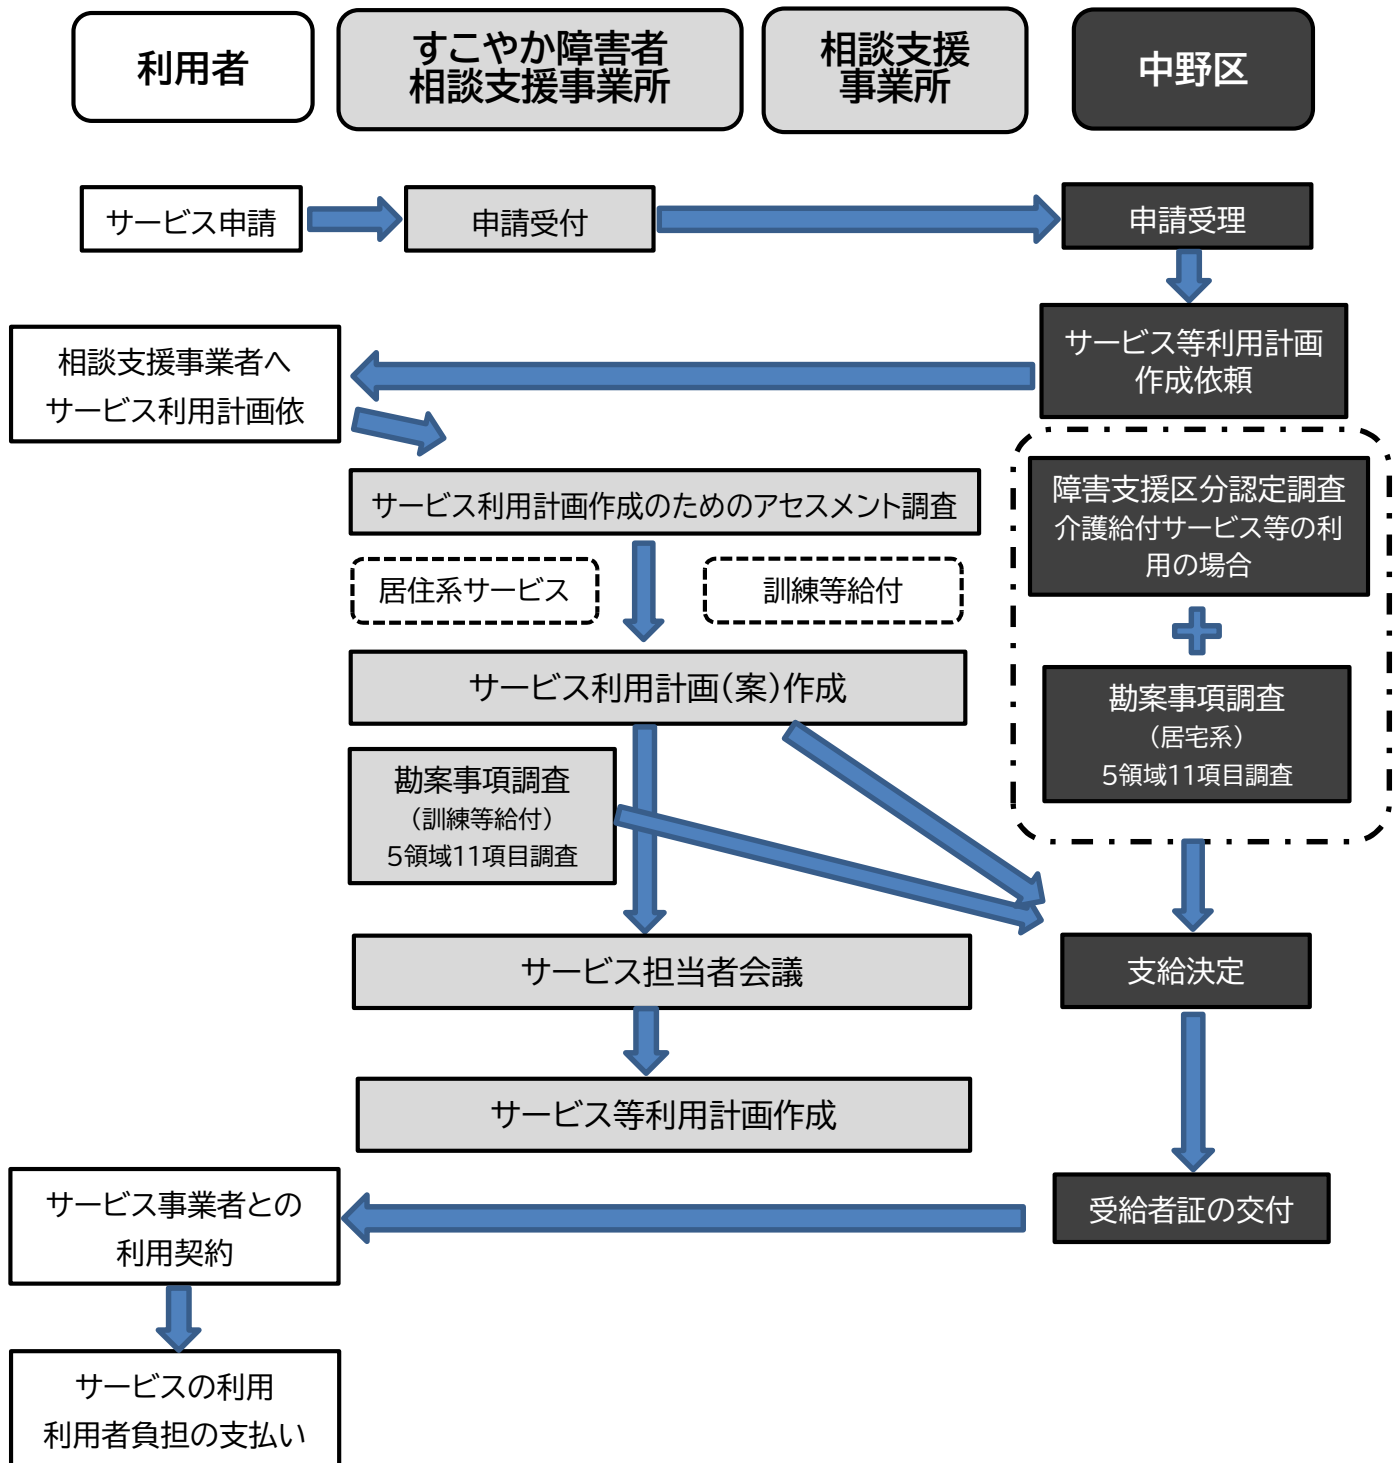 利用者
すこやか障害者
相談支援事業所
相談支援
事業所
中野区
サービス申請
申請受付
申請受理
サービス等利用計画
作成依頼
相談支援事業者へ
サービス利用計画依
サービス利用計画作成のためのアセスメント調査
障害支援区分認定調査
介護給付サービス等の利
用の場合
居住系サービス
訓練等給付
サービス利用計画(案)作成
勘案事項調査
(居宅系)
5領域11項目調査
勘案事項調査
(訓練等給付)
5領域11項目調査
サービス担当者会議
支給決定
サービス等利用計画作成
サービス事業者との
利用契約
受給者証の交付
サービスの利用
利用者負担の支払い